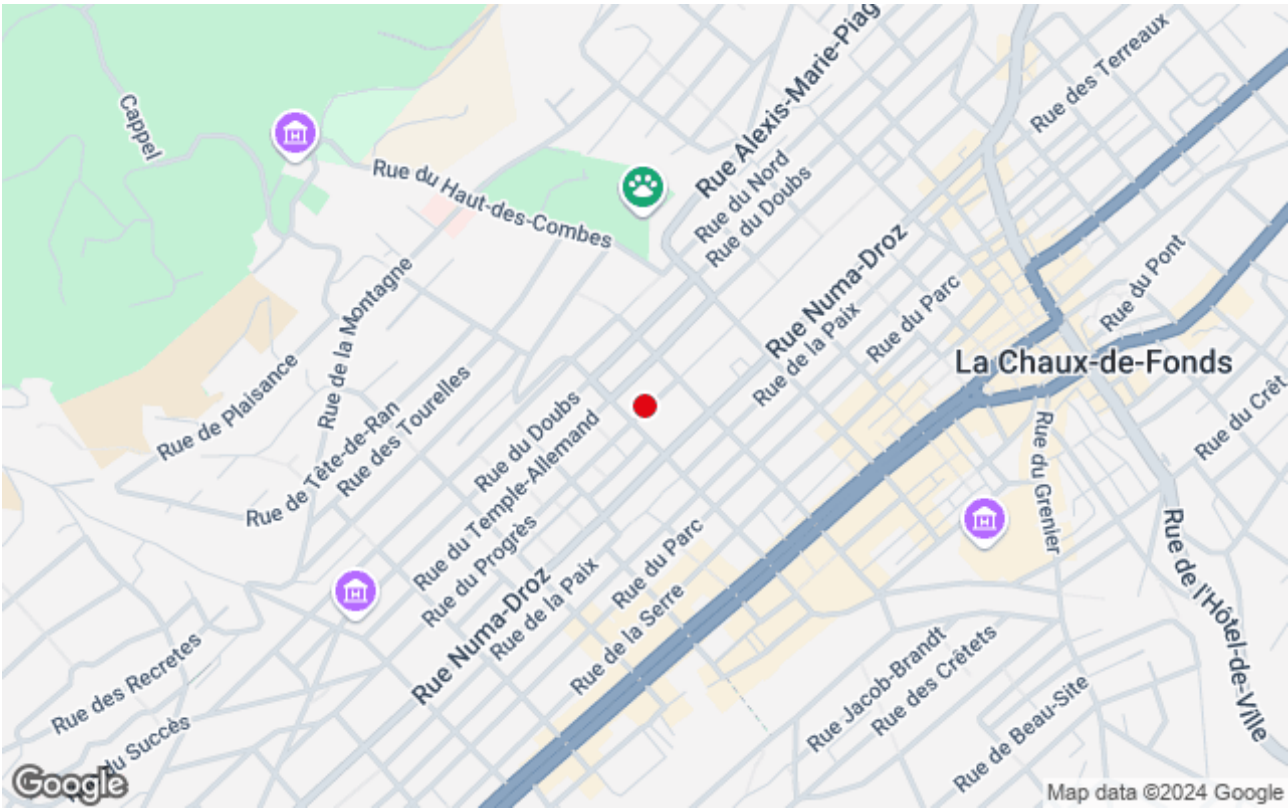 Rue des Terreaux
Rue Alexis-Marie-Piag
Cappel
Rue du Nord
Rue du Haut-des-Combes
Rue du Doubs
Rue Numa-Droz
Rue du Pont
Rue de la Montagne
Rue du Parc
Rue de la Paix
La Chaux-de-Fonds
Rue de Plaisance
Rue du Crêt
Rue des Tourelles
Rue du Doubs
Rue de Tête-de-Ran
Rue du Temple-Allemand
Rue du Grenier
Rue du Progrès
Rue du Parc
Rue de la Paix
Rue Numa-Droz
Rue de la Serre
Rue de l'Hôtel-de-Ville
Rue des Recretes
Rue Jacob-Brandt
Rue des Crêtets
Rue de Beau-Site
du Succès
Google
Map data ©2024 Google